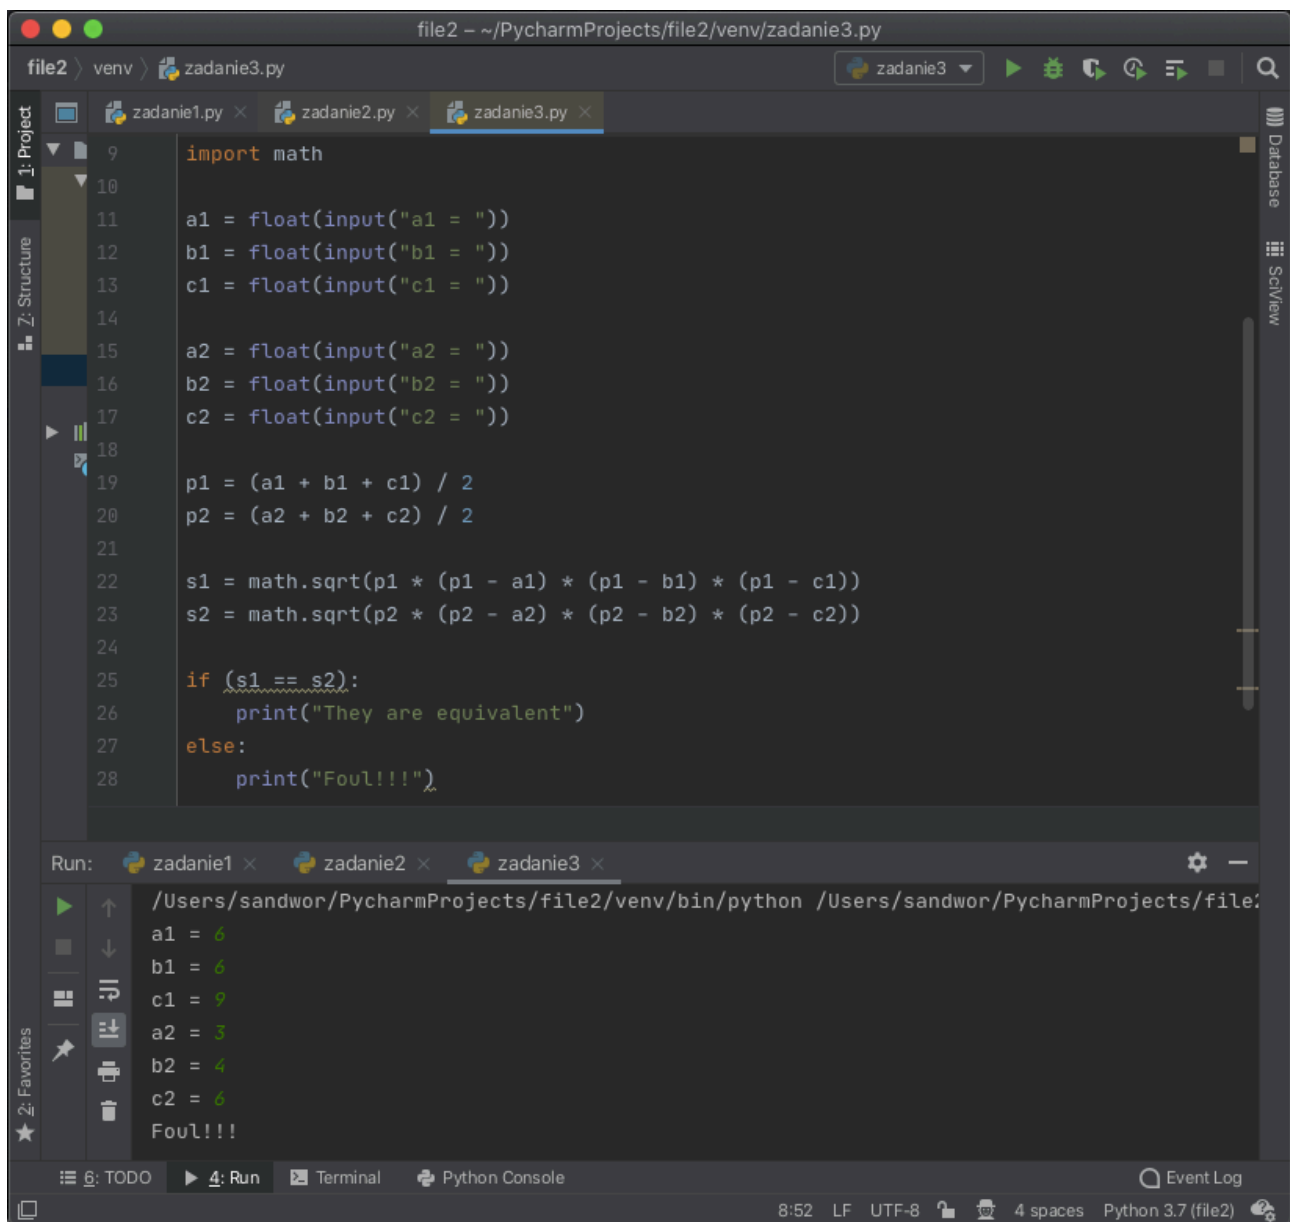 file2 – ~/PycharmProjects/file2/venv/zadanie3.py
file2 venv zadanie3.py
zadanie3
1: Project
zadanie1.py
zadanie2.py
zadanie3.py
9 import math
10
11 a1 = float(input("a1 = "))
12 b1 = float(input("b1 = "))
13 c1 = float(input("c1 = "))
14
15 a2 = float(input("a2 = "))
16 b2 = float(input("b2 = "))
17 c2 = float(input("c2 = "))
18
19 p1 = (a1 + b1 + c1) / 2
20 p2 = (a2 + b2 + c2) / 2
21
22 s1 = math.sqrt(p1 * (p1 - a1) * (p1 - b1) * (p1 - c1))
23 s2 = math.sqrt(p2 * (p2 - a2) * (p2 - b2) * (p2 - c2))
24
25 if (s1 == s2):
26 print("They are equivalent")
27 else:
28 print("Foul!!!")
Z: Structure
Database
SciView
Run: zadanie1 zadanie2 zadanie3
/Users/sandwor/PycharmProjects/file2/venv/bin/python /Users/sandwor/PycharmProjects/file2
a1 = 6
b1 = 6
c1 = 9
a2 = 3
b2 = 4
c2 = 6
Foul!!!
2: Favorites
6: TODO 4: Run Terminal Python Console Event Log
8:52 LF UTF-8 4 spaces Python 3.7 (file2)